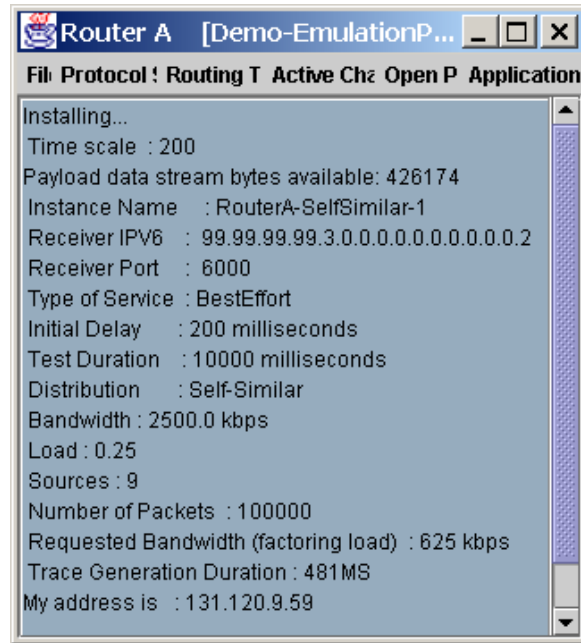 Router A [Demo-EmulationP...
Fil Protocol S Routing T Active Cha Open P Application
Installing...
Time scale : 200
Payload data stream bytes available: 426174
Instance Name : RouterA-SelfSimilar-1
Receiver IPV6 : 99.99.99.99.3.0.0.0.0.0.0.0.0.0.0.2
Receiver Port : 6000
Type of Service : BestEffort
Initial Delay : 200 milliseconds
Test Duration : 10000 milliseconds
Distribution : Self-Similar
Bandwidth : 2500.0 kbps
Load : 0.25
Sources : 9
Number of Packets : 100000
Requested Bandwidth (factoring load) : 625 kbps
Trace Generation Duration : 481MS
My address is : 131.120.9.59